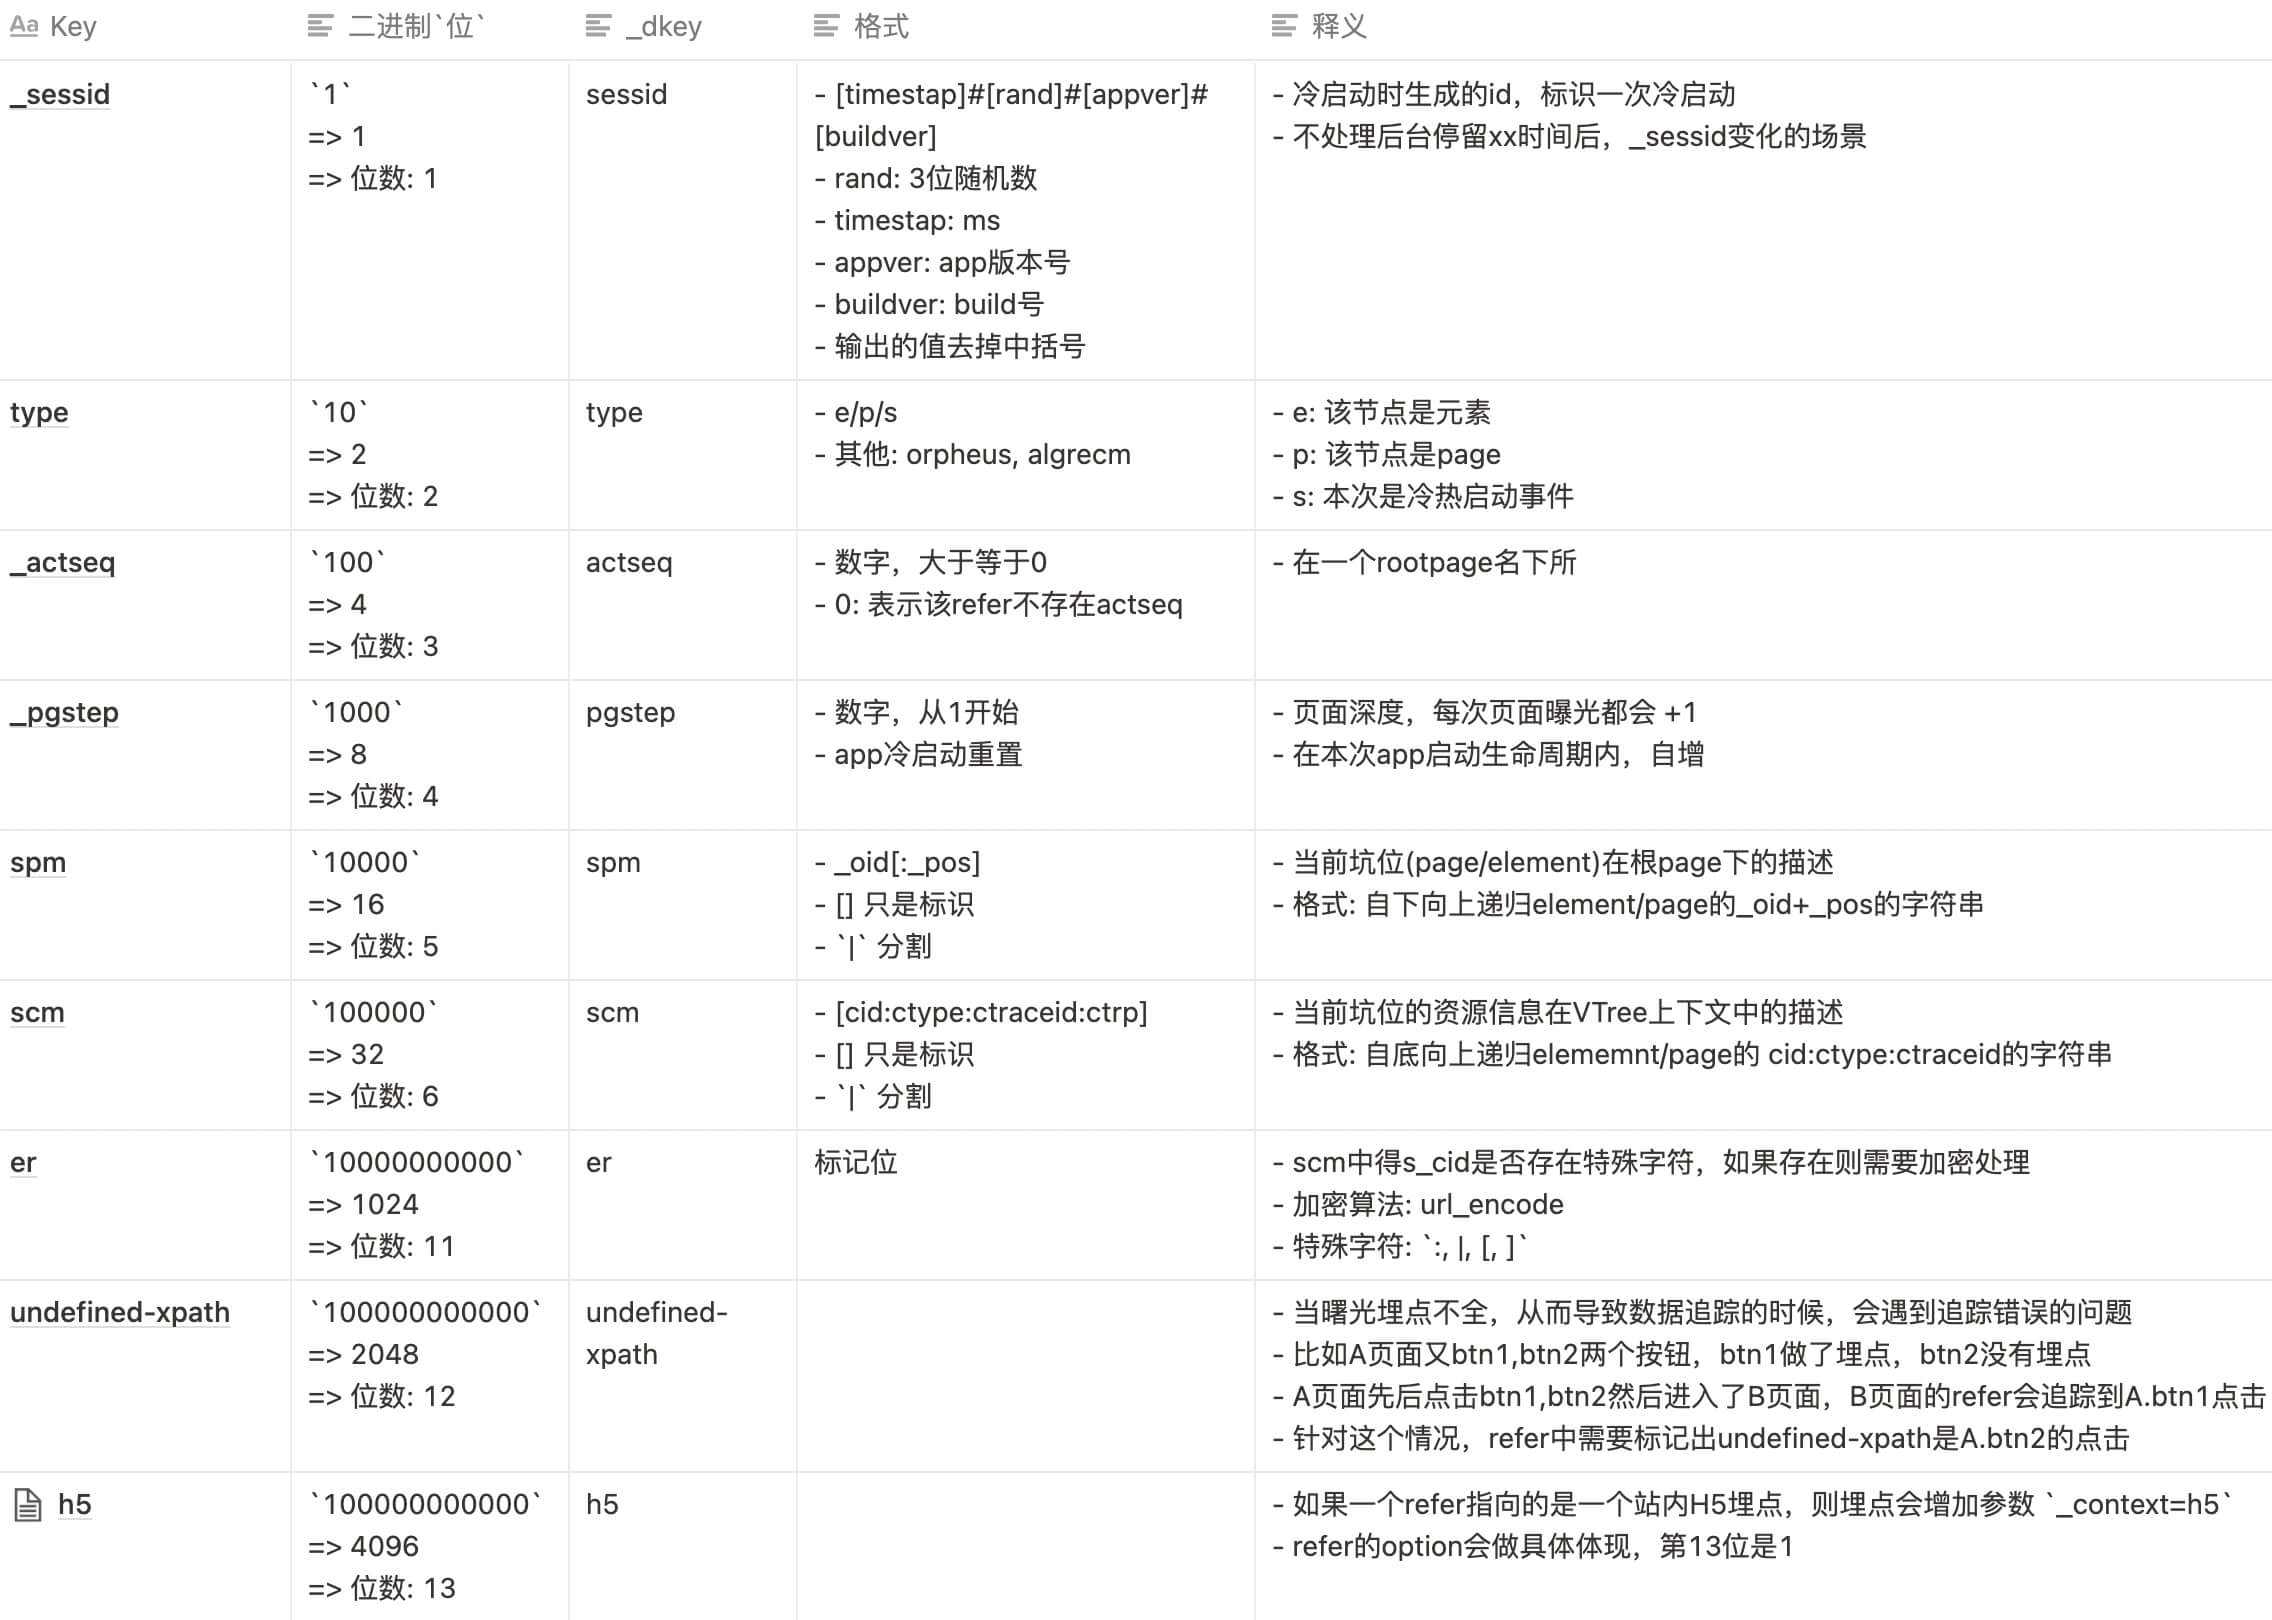 Key 二进制`位` _dkey 格式 释义
_sessid
`1`
=> 1
=> 位数: 1
sessid
- [timestap]#[rand]#[appver]#
[buildver]
- rand: 3位随机数
- timestap: ms
- appver: app版本号
- buildver: build号
- 输出的值去掉中括号
- 冷启动时生成的id，标识一次冷启动
- 不处理后台停留xx时间后，_sessid变化的场景
type
`10`
=> 2
=> 位数: 2
type
- e/p/s
- 其他: orpheus, algrecm
- e: 该节点是元素
- p: 该节点是page
- s: 本次是冷热启动事件
_actseq
`100`
=> 4
=> 位数: 3
actseq
- 数字，大于等于0
- 0: 表示该refer不存在actseq
- 在一个rootpage名下所
_pgstep
`1000`
=> 8
=> 位数: 4
pgstep
- 数字，从1开始
- app冷启动重置
- 页面深度，每次页面曝光都会 +1
- 在本次app启动生命周期内，自增
spm
`10000`
=> 16
=> 位数: 5
spm
- _oid[:_pos]
- [] 只是标识
- `|` 分割
- 当前坑位(page/element)在根page下的描述
- 格式: 自下向上递归element/page的_oid+_pos的字符串
scm
`100000`
=> 32
=> 位数: 6
scm
- [cid:ctype:ctraceid:ctrp]
- [] 只是标识
- `|` 分割
- 当前坑位的资源信息在VTree上下文中的描述
- 格式: 自底向上递归elememnt/page的 cid:ctype:ctraceid的字符串
er
`10000000000`
=> 1024
=> 位数: 11
er
标记位
- scm中得s_cid是否存在特殊字符，如果存在则需要加密处理
- 加密算法: url_encode
- 特殊字符: `:, |, [, ]`
undefined-xpath
`100000000000`
=> 2048
=> 位数: 12
undefined-
xpath
- 当曙光埋点不全，从而导致数据追踪的时候，会遇到追踪错误的问题
- 比如A页面又btn1,btn2两个按钮，btn1做了埋点，btn2没有埋点
- A页面先后点击btn1,btn2然后进入了B页面，B页面的refer会追踪到A.btn1点击
- 针对这个情况，refer中需要标记出undefined-xpath是A.btn2的点击
h5
`100000000000`
=> 4096
=> 位数: 13
h5
- 如果一个refer指向的是一个站内H5埋点，则埋点会增加参数 `_context=h5`
- refer的option会做具体体现，第13位是1